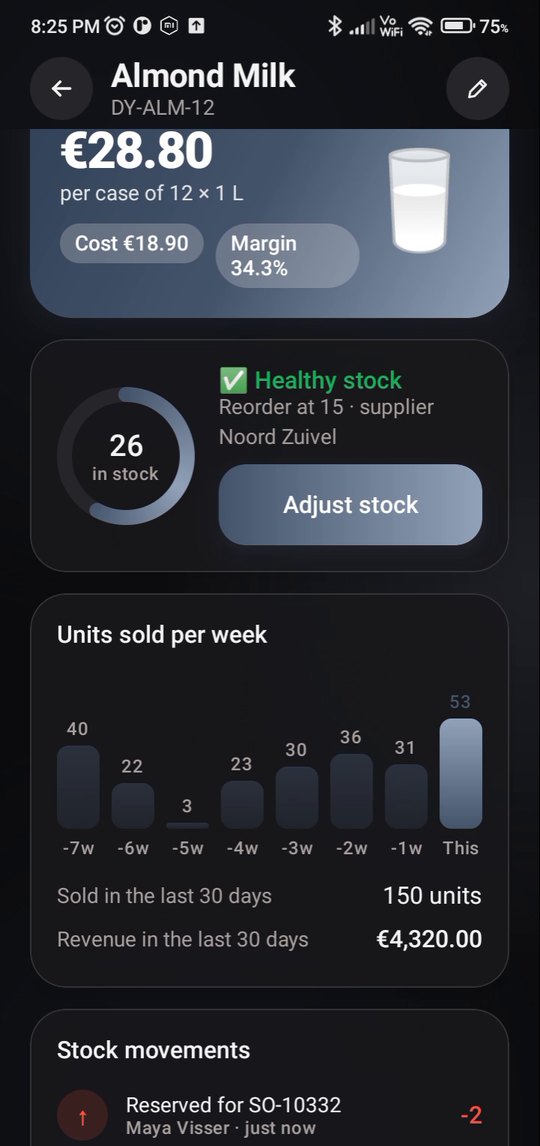 8:25 PM Vo WiFi 75%
Almond Milk
DY-ALM-12
€28.80
per case of 12 × 1 L
Cost €18.90
Margin
34.3%
✅ Healthy stock
Reorder at 15 · supplier
Noord Zuivel
26
in stock
Adjust stock
Units sold per week
40 22 3 23 30 36 31 53
-7w -6w -5w -4w -3w -2w -1w This
Sold in the last 30 days 150 units
Revenue in the last 30 days €4,320.00
Stock movements
↑ Reserved for SO-10332 -2
Maya Visser · just now